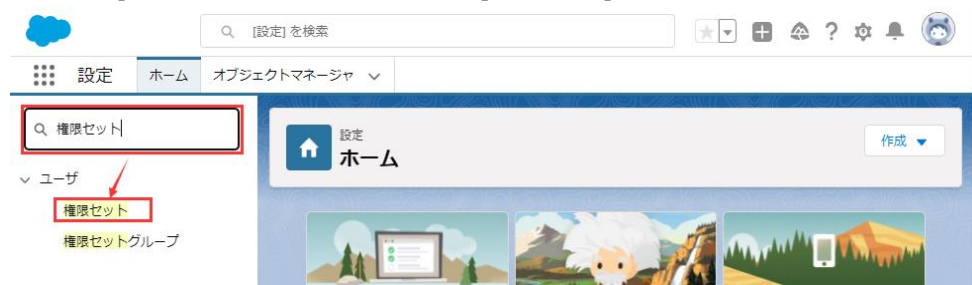 [設定] を検索
設定
ホーム
オブジェクトマネージャ
権限セット
設定
ホーム
作成
ユーザ
権限セット
権限セットグループ